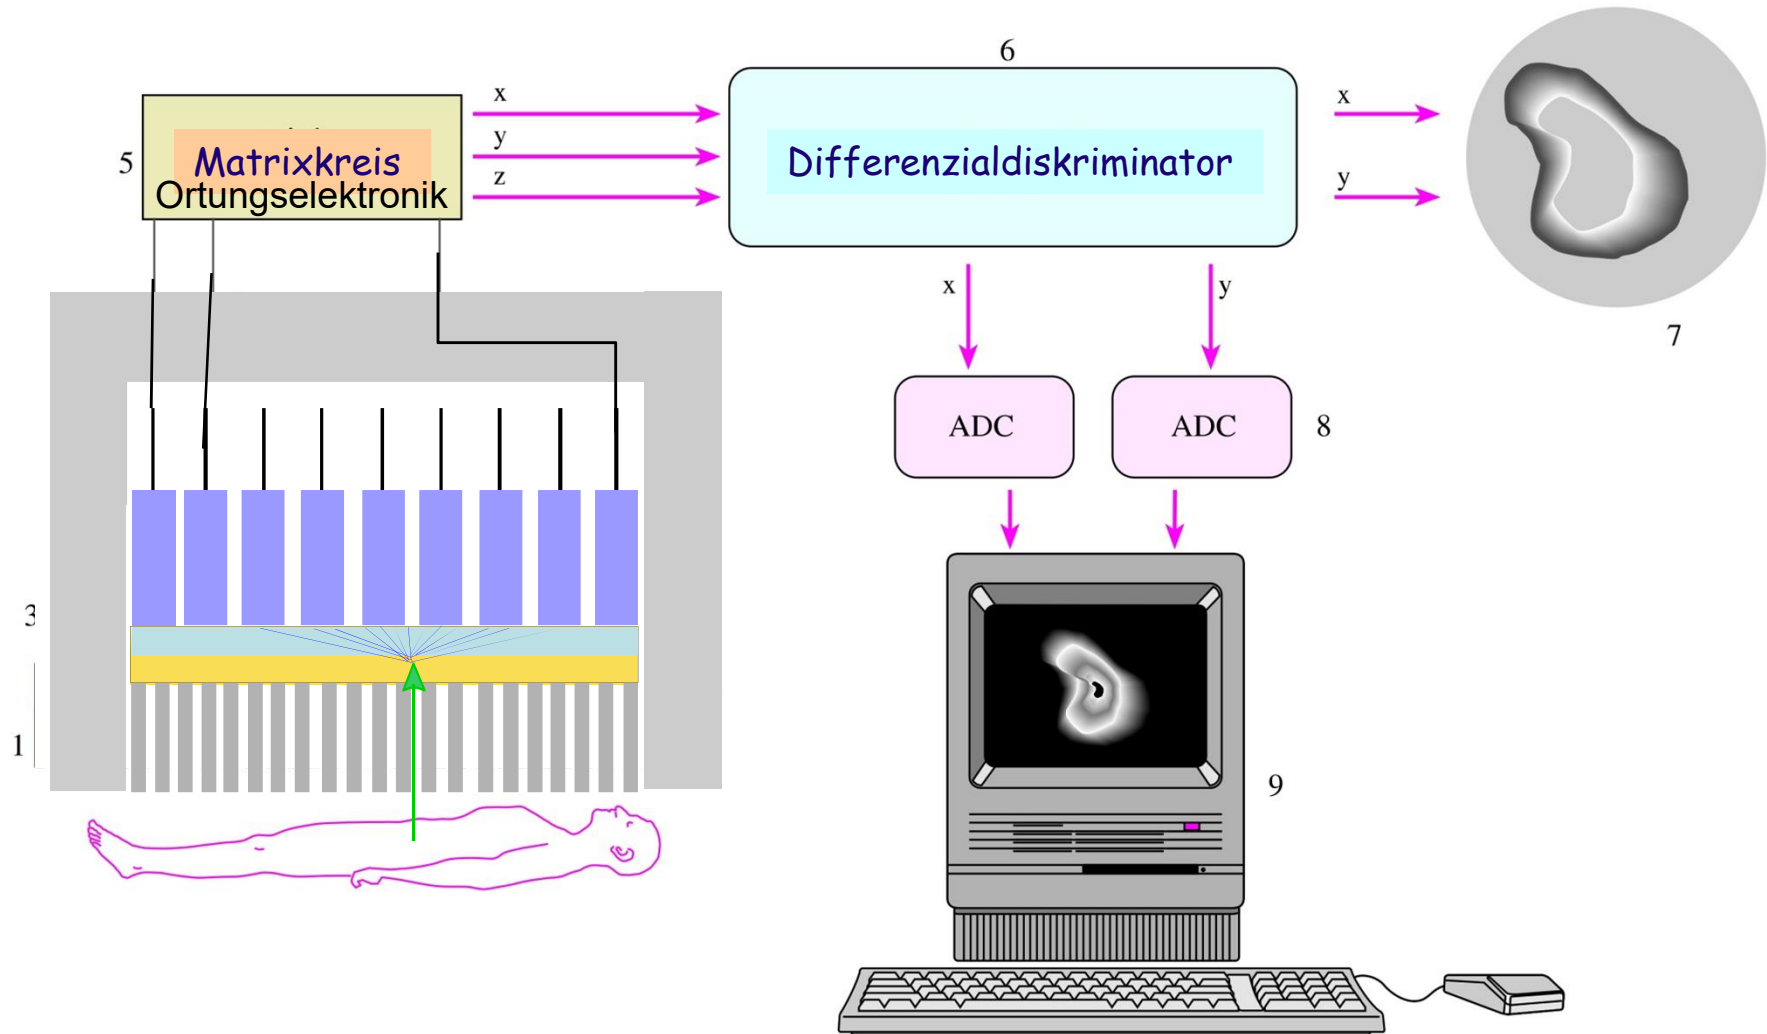 6
x
y
z
x
y
5
Matrixkreis
Ortungselektronik
Differenzialdiskriminator
7
x
y
ADC
ADC
8
3
1
9